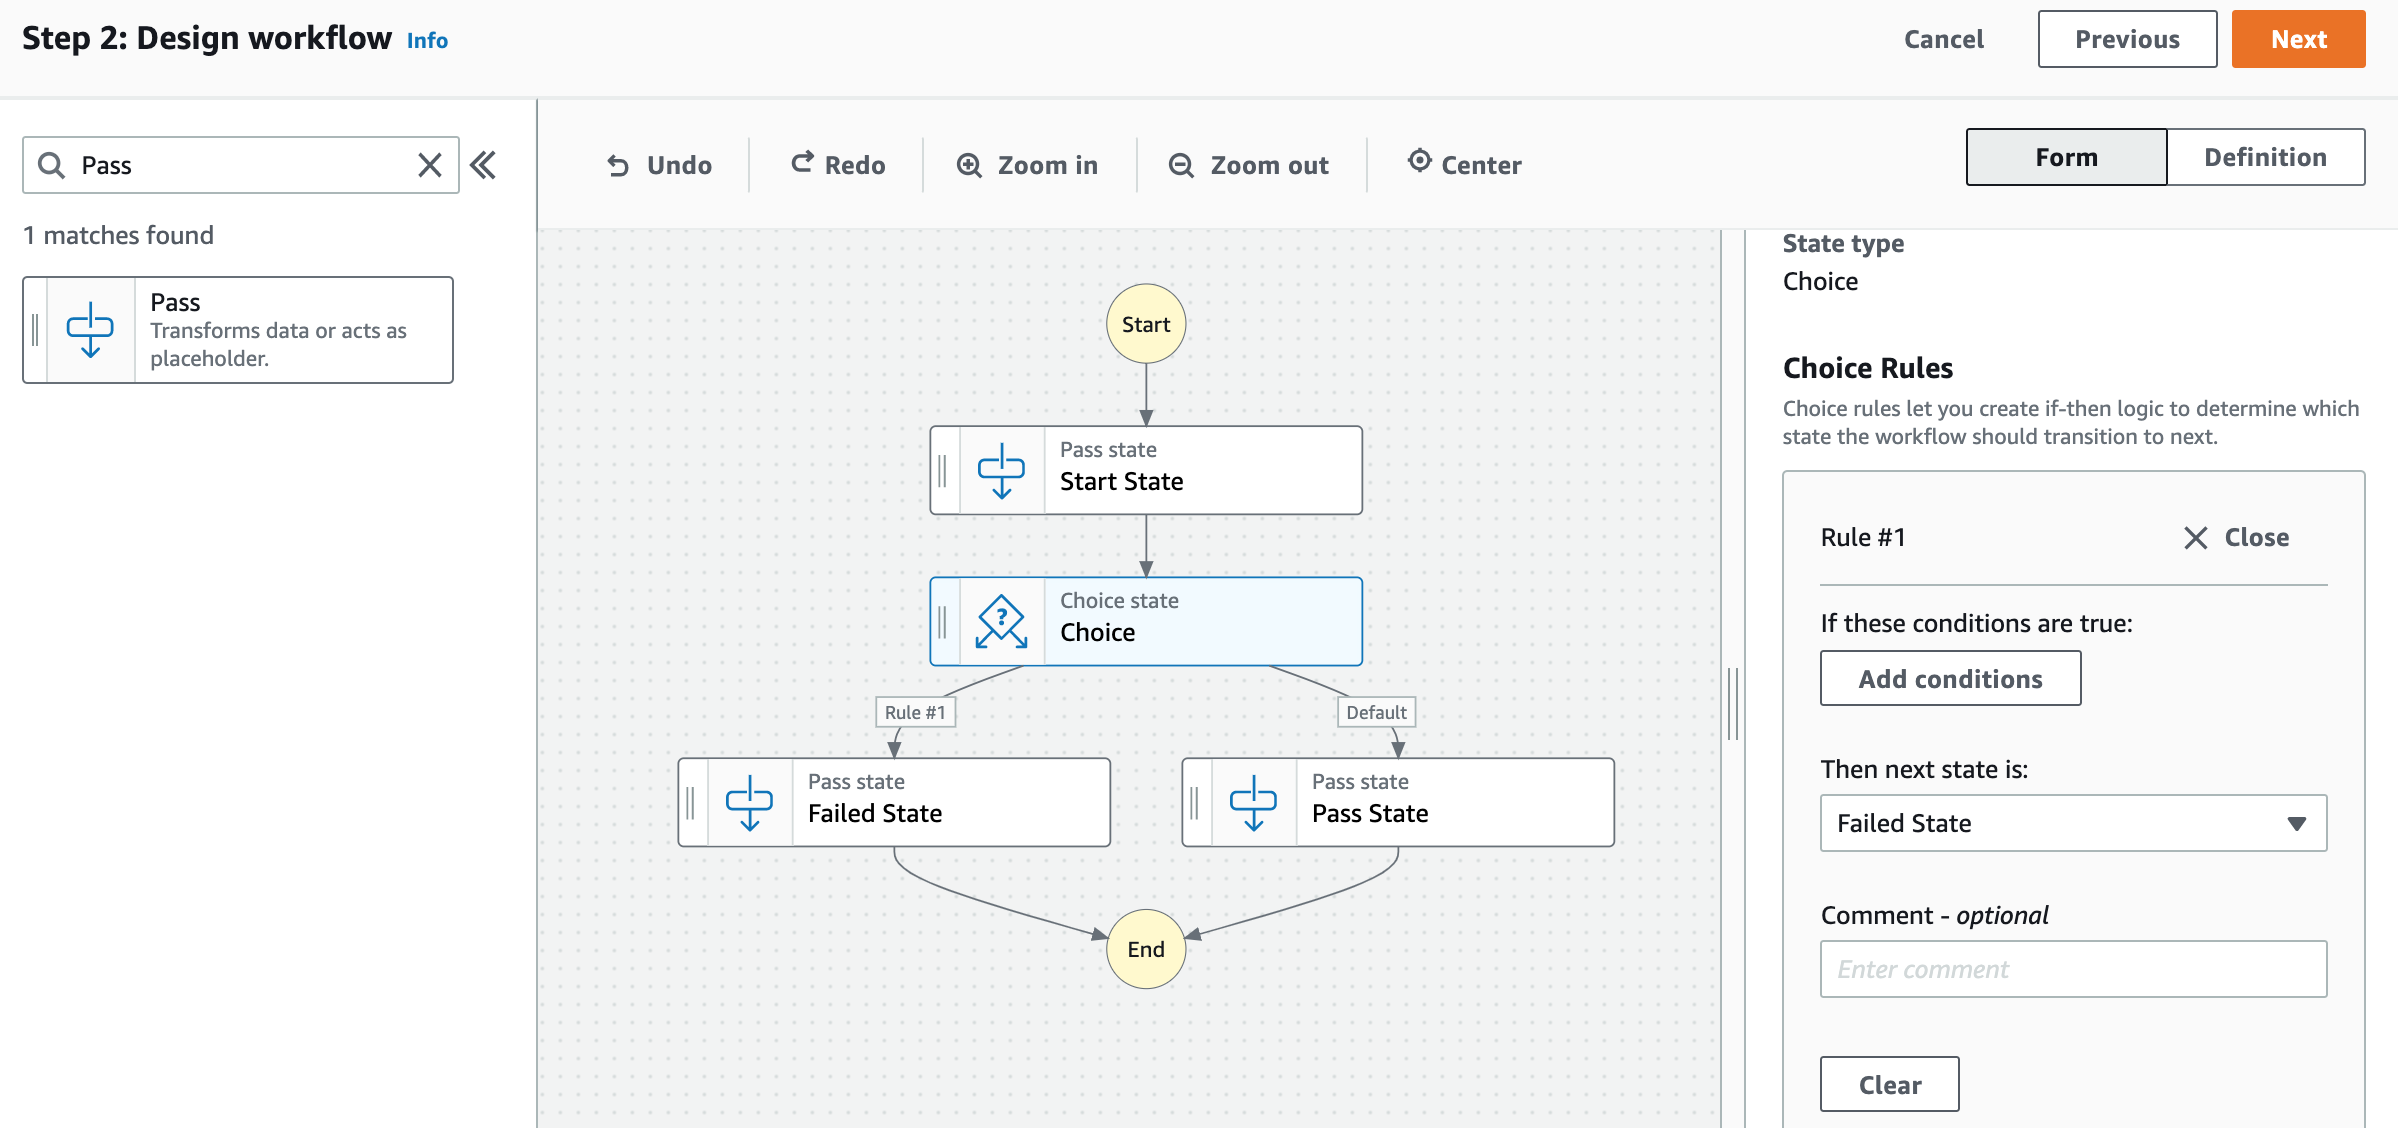 Step 2: Design workflow Info
Cancel
Previous
Next
Pass
1 matches found
Pass
Transforms data or acts as
placeholder.
Undo
Redo
Zoom in
Zoom out
Center
Form
Definition
Start
Pass state
Start State
?
Choice state
Choice
Rule #1
Default
Pass state
Failed State
Pass state
Pass State
End
State type
Choice
Choice Rules
Choice rules let you create if-then logic to determine which
state the workflow should transition to next.
Rule #1
Close
If these conditions are true:
Add conditions
Then next state is:
Failed State
Comment - optional
Enter comment
Clear